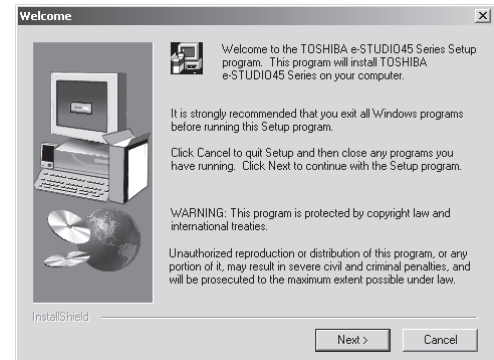 Welcome
Welcome to the TOSHIBA e-STUDIO45 Series Setup
program. This program will install TOSHIBA
e-STUDIO45 Series on your computer.
It is strongly recommended that you exit all Windows programs
before running this Setup program.
Click Cancel to quit Setup and then close any programs you
have running. Click Next to continue with the Setup program.
WARNING: This program is protected by copyright law and
international treaties.
Unauthorized reproduction or distribution of this program, or any
portion of it, may result in severe civil and criminal penalties, and
will be prosecuted to the maximum extent possible under law.
InstallShield
Next >
Cancel